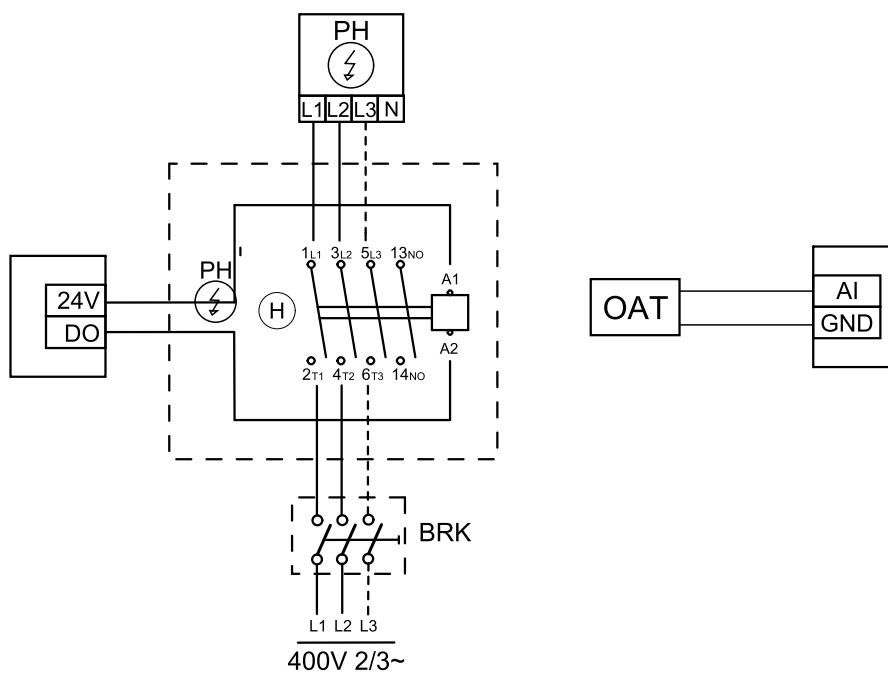 PH
L1 L2 L3 N
1L1 3L2 5L3 13NO
PH
24V
DO
H
A1
A2
2T1 4T2 6T3 14NO
OAT
AI
GND
BRK
L1 L2 L3
400V 2/3~